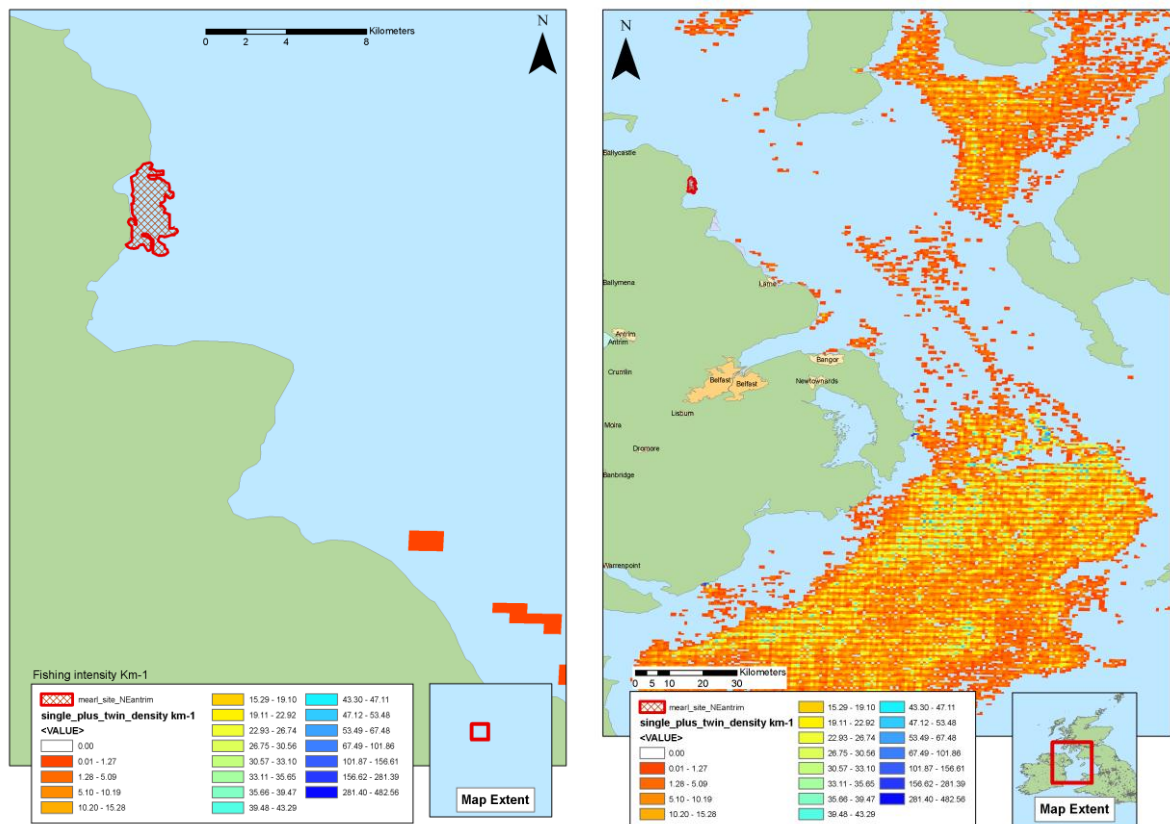 Kilometers
0 2 4 8
N
Fishing intensity Km-1
mearl_site_NEantrim
single_plus_twin_density km-1
<VALUE>
0.00
0.01 - 1.27
1.28 - 5.09
5.10 - 10.19
10.20 - 15.28
15.29 - 19.10
19.11 - 22.92
22.93 - 26.74
26.75 - 30.56
30.57 - 33.10
33.11 - 35.65
35.66 - 39.47
39.48 - 43.29
43.30 - 47.11
47.12 - 53.48
53.49 - 67.48
67.49 - 101.86
101.87 - 156.61
156.62 - 281.39
281.40 - 482.56
Map Extent
N
Ballycastle
Ballymena
Larne
Antrim
Antrim
Crumlin
Bangor
Belfast
Belfast
Newtownards
Lisburn
Moira
Dromore
Banbridge
Warrenpoint
Kilometers
0 5 10 20 30
mearl_site_NEantrim
single_plus_twin_density km-1
<VALUE>
0.00
0.01 - 1.27
1.28 - 5.09
5.10 - 10.19
10.20 - 15.28
15.29 - 19.10
19.11 - 22.92
22.93 - 26.74
26.75 - 30.56
30.57 - 33.10
33.11 - 35.65
35.66 - 39.47
39.48 - 43.29
43.30 - 47.11
47.12 - 53.48
53.49 - 67.48
67.49 - 101.86
101.87 - 156.61
156.62 - 281.39
281.40 - 482.56
Map Extent